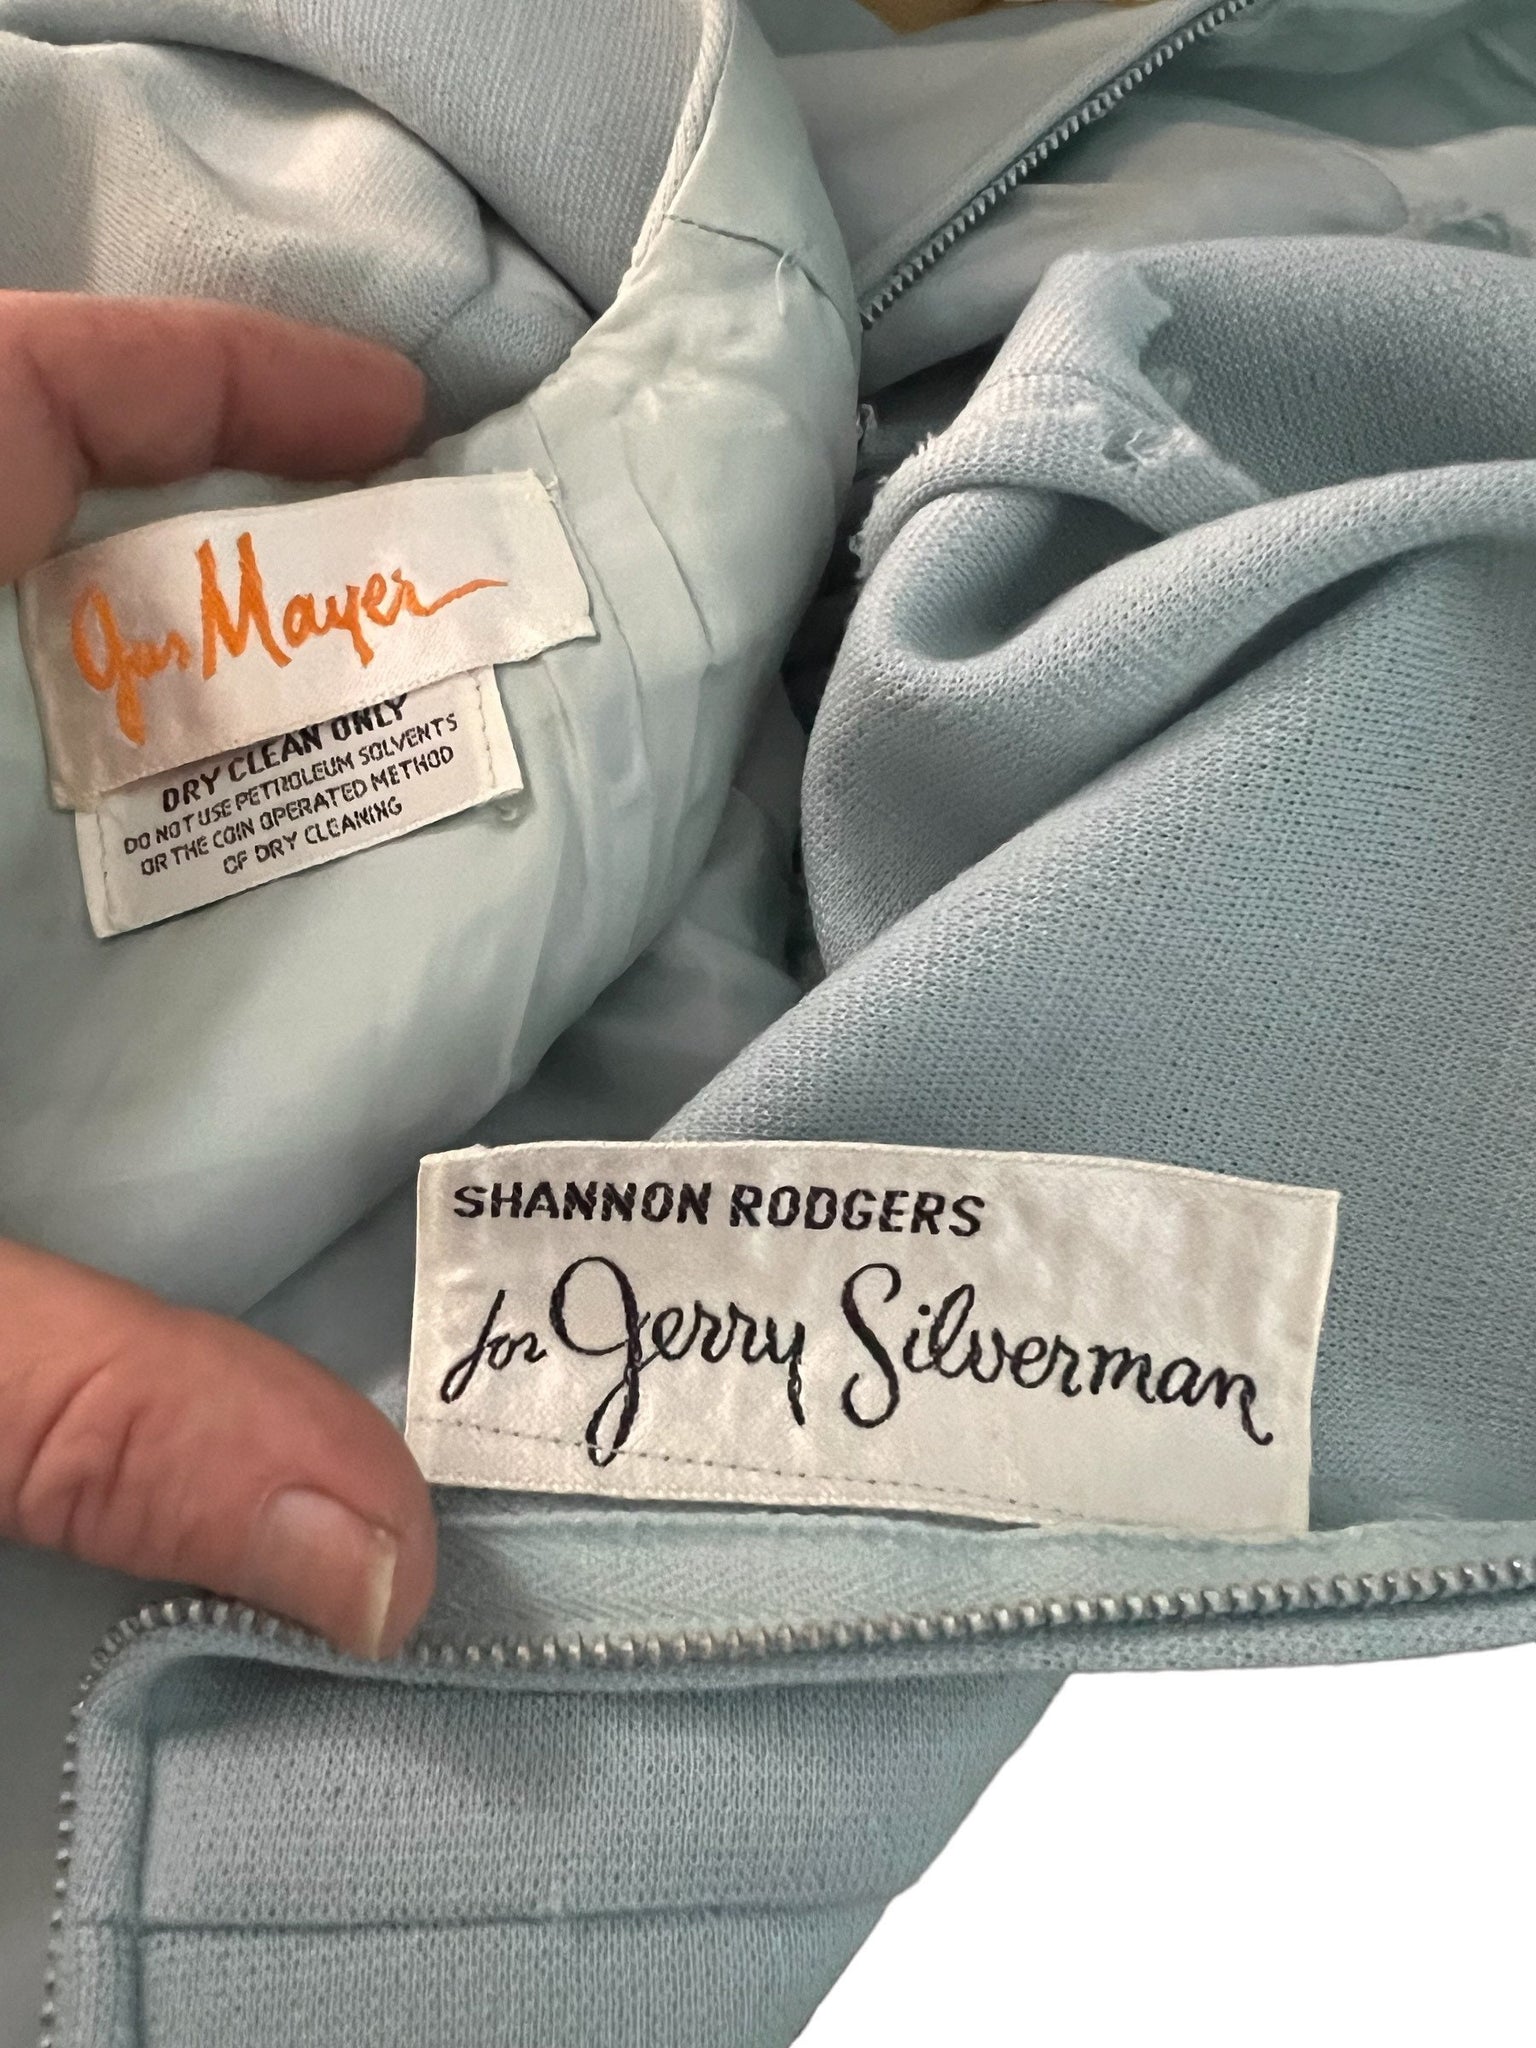 Gus Mayer
DRY CLEAN ONLY
DO NOT USE PETROLEUM SOLVENTS
OR THE COIN OPERATED METHOD
OF DRY CLEANING
SHANNON RODGERS
for Jerry Silverman